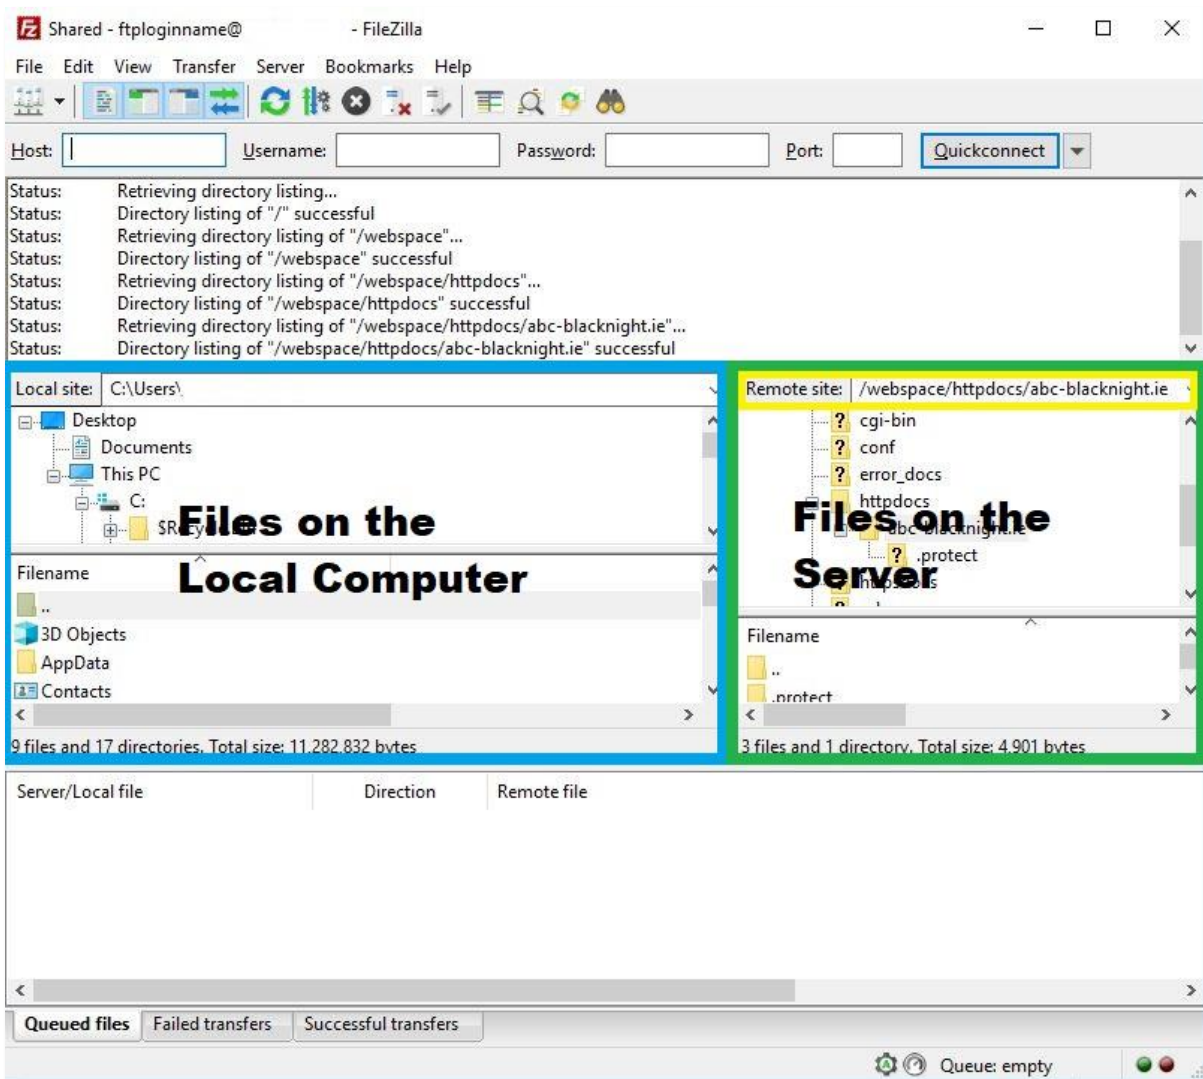 Shared - ftploginname@ - FileZilla
File Edit View Transfer Server Bookmarks Help
Host: Username: Password: Port: Quickconnect
Status: Retrieving directory listing...
Status: Directory listing of "/" successful
Status: Retrieving directory listing of "/webspace"...
Status: Directory listing of "/webspace" successful
Status: Retrieving directory listing of "/webspace/httpdocs"...
Status: Directory listing of "/webspace/httpdocs" successful
Status: Retrieving directory listing of "/webspace/httpdocs/abc-blacknight.ie"...
Status: Directory listing of "/webspace/httpdocs/abc-blacknight.ie" successful
Local site: C:\Users\
Desktop
Documents
This PC
C:
Files on the
Local Computer
Filename
..
3D Objects
AppData
Contacts
9 files and 17 directories. Total size: 11,282,832 bytes
Remote site: /webspace/httpdocs/abc-blacknight.ie
cgi-bin
conf
error_docs
httpdocs
abc-blacknight.ie
.protect
Files on the
Server
Filename
..
.protect
3 files and 1 directory. Total size: 4,901 bytes
Server/Local file Direction Remote file
Queued files Failed transfers Successful transfers
Queue: empty